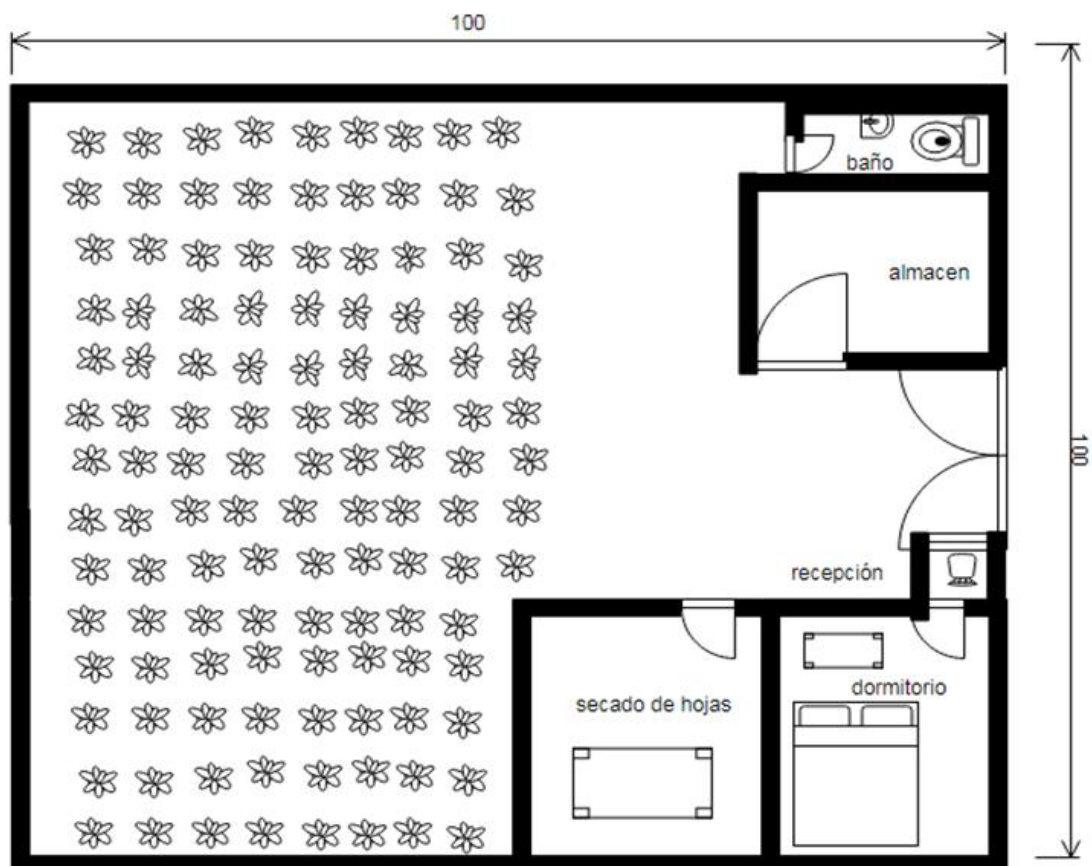 100
baño
almacen
100
recepción
dormitorio
secado de hojas